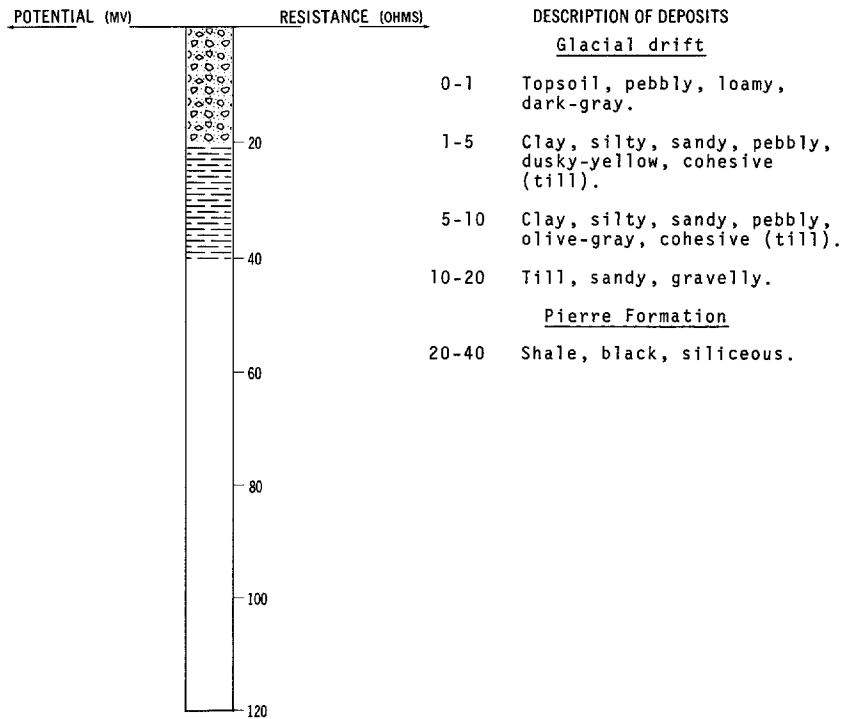 POTENTIAL (MV) RESISTANCE (OHMS) DESCRIPTION OF DEPOSITS
Glacial drift
0-1 Topsoil, pebbly, loamy,
dark-gray.
1-5 Clay, silty, sandy, pebbly,
dusky-yellow, cohesive
(till).
5-10 Clay, silty, sandy, pebbly,
olive-gray, cohesive (till).
10-20 Till, sandy, gravelly.
Pierre Formation
20-40 Shale, black, siliceous.
20
40
60
80
100
120